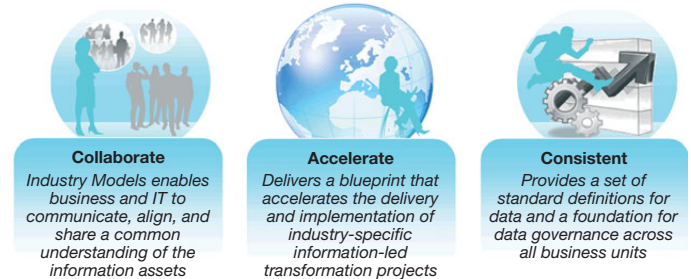 Collaborate
Industry Models enables
business and IT to
communicate, align, and
share a common
understanding of the
information assets
Accelerate
Delivers a blueprint that
accelerates the delivery
and implementation of
industry-specific
information-led
transformation projects
Consistent
Provides a set of
standard definitions for
data and a foundation for
data governance across
all business units